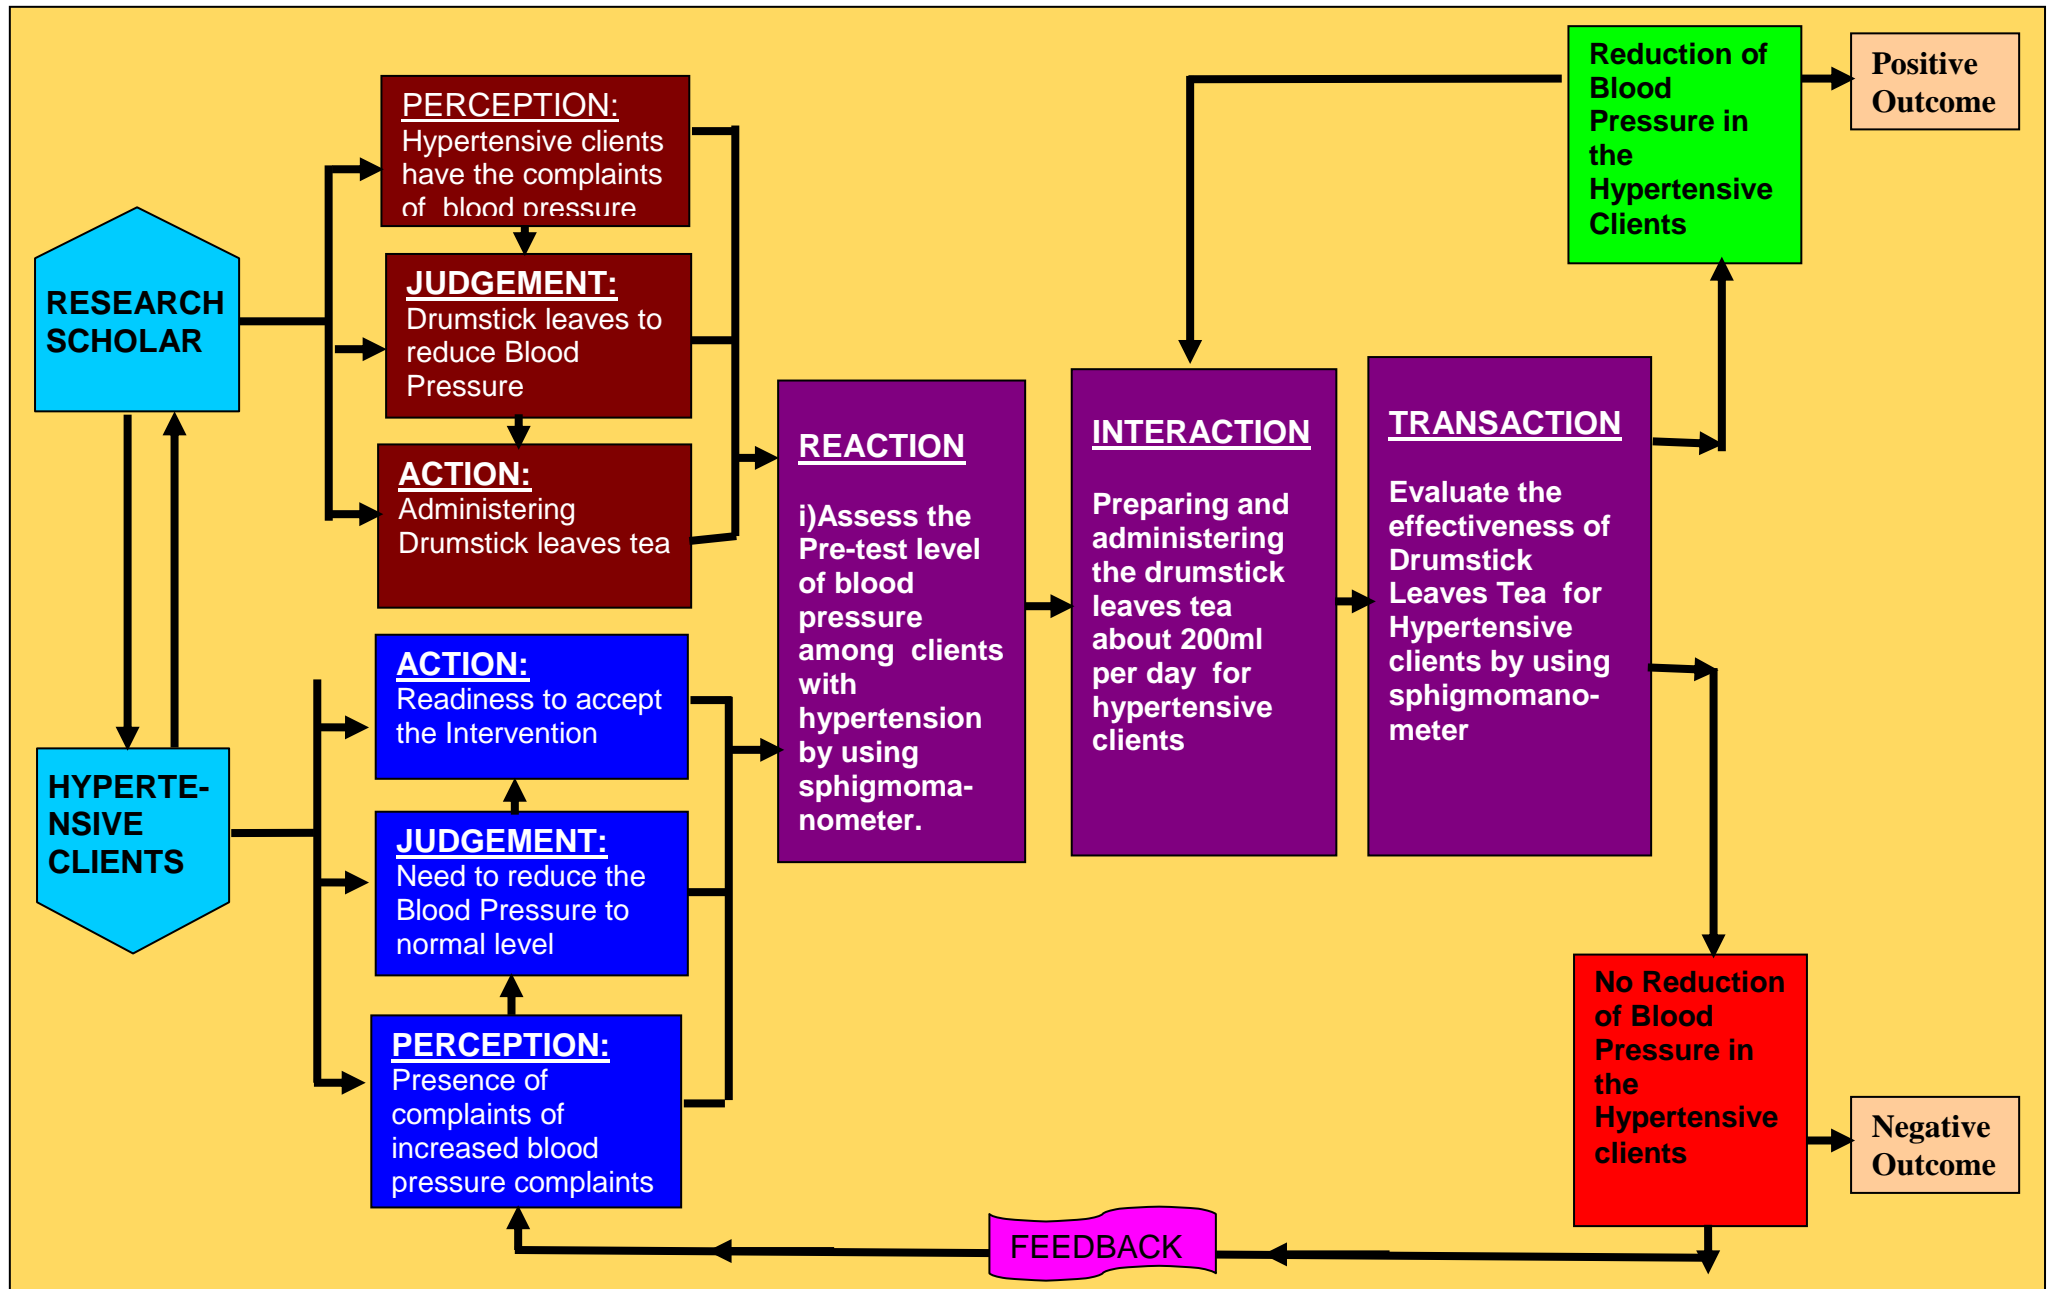 RESEARCH
SCHOLAR
HYPERTE-
NSIVE
CLIENTS
PERCEPTION:
Hypertensive clients
have the complaints
of  blood pressure
JUDGEMENT:
Drumstick leaves to
reduce Blood
Pressure
ACTION:
Administering
Drumstick leaves tea
ACTION:
Readiness to accept
the Intervention
JUDGEMENT:
Need to reduce the
Blood Pressure to
normal level
PERCEPTION:
Presence of
complaints of
increased blood
pressure complaints
REACTION
i)Assess the
Pre-test level
of blood
pressure
among  clients
with
hypertension
by using
sphigmoma-
nometer.
INTERACTION
Preparing and
administering
the drumstick
leaves tea
about 200ml
per day  for
hypertensive
clients
TRANSACTION
Evaluate the
effectiveness of
Drumstick
Leaves Tea  for
Hypertensive
clients by using
sphigmomano-
meter
Reduction of
Blood
Pressure in
the
Hypertensive
Clients
Positive
Outcome
No Reduction
of Blood
Pressure in
the
Hypertensive
clients
Negative
Outcome
FEEDBACK